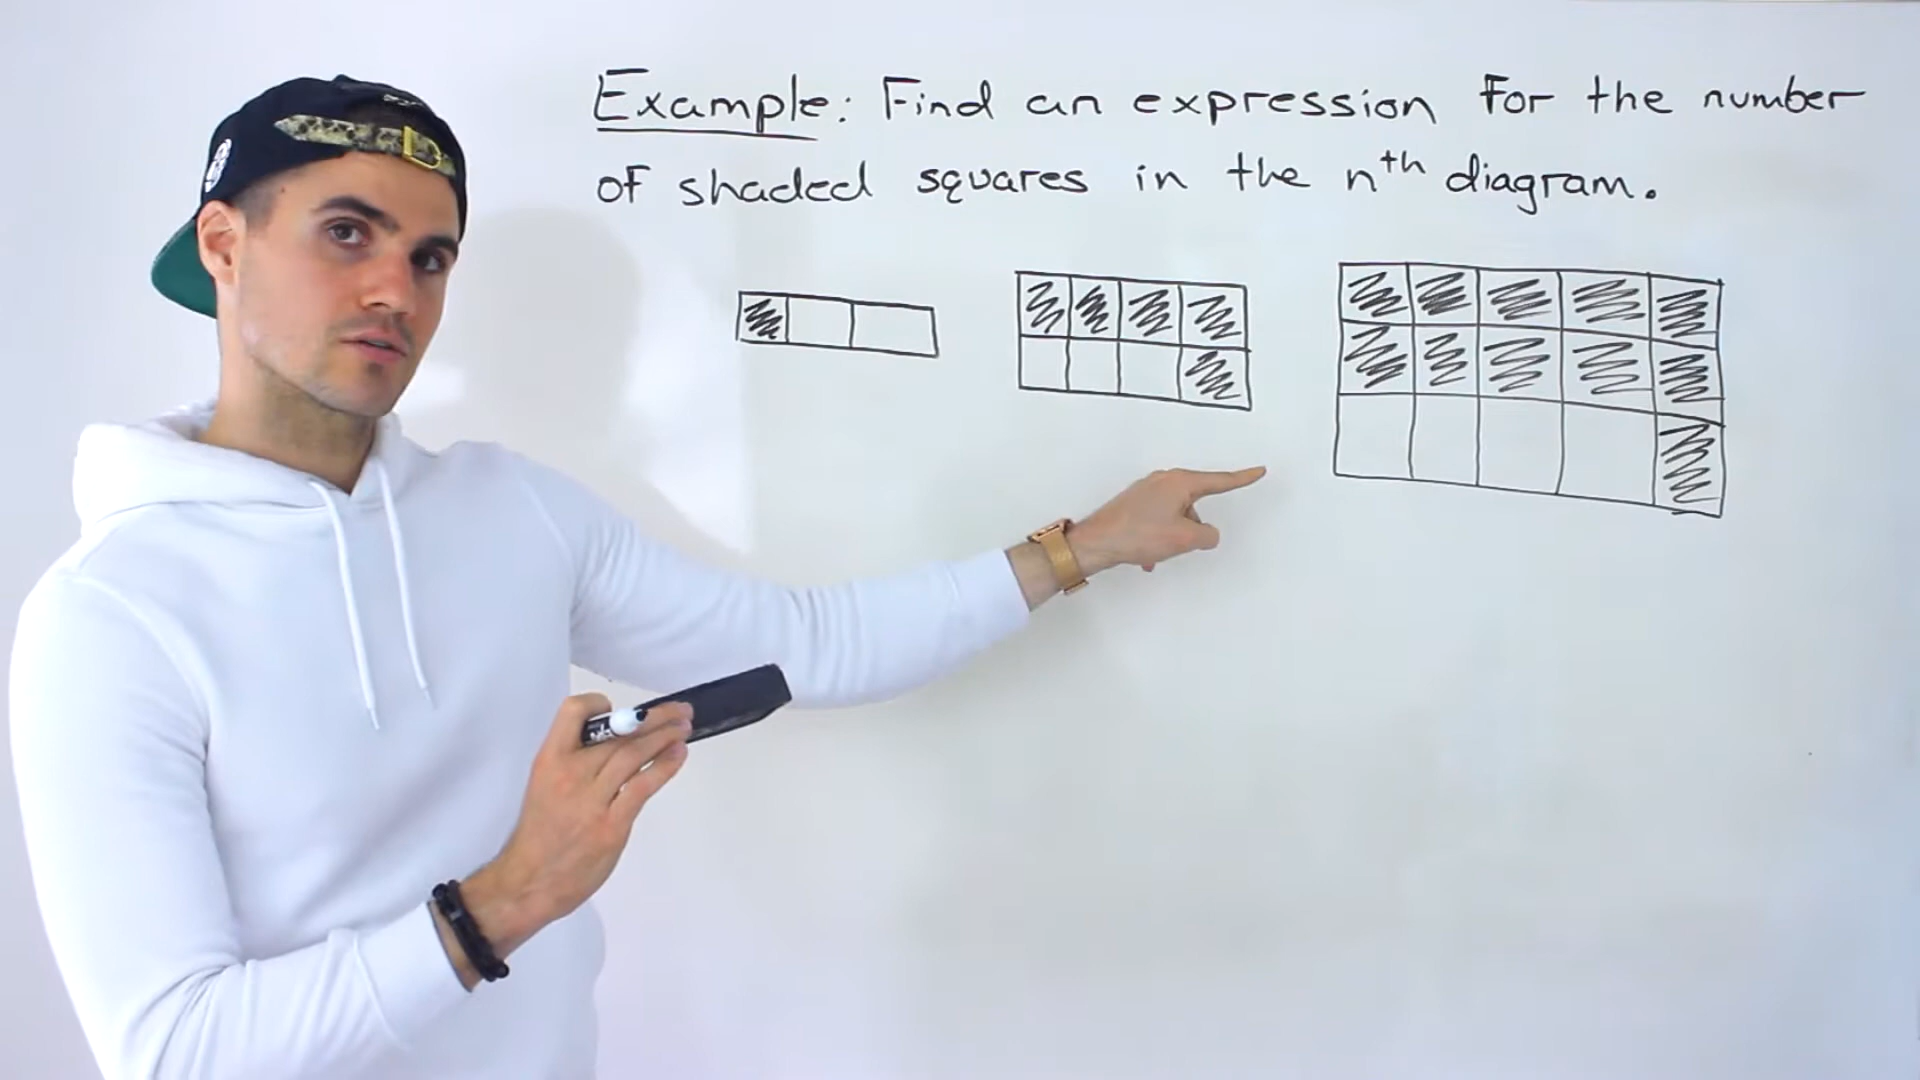 Example: Find an expression for the number
of shaded squares in the nth diagram.